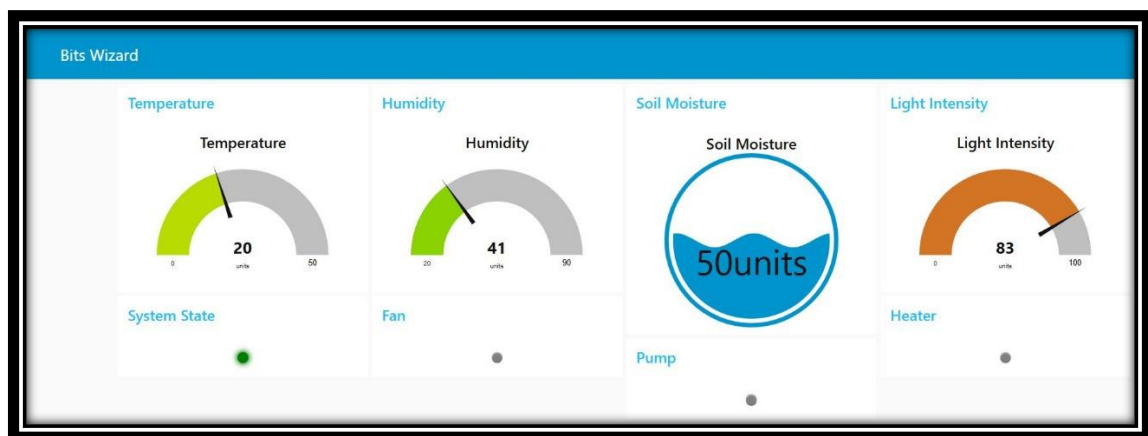 Bits Wizard
Temperature
Humidity
Soil Moisture
Light Intensity
Temperature
20
units
0
50
Humidity
41
units
20
90
Soil Moisture
50units
Light Intensity
83
units
0
100
System State
Fan
Pump
Heater